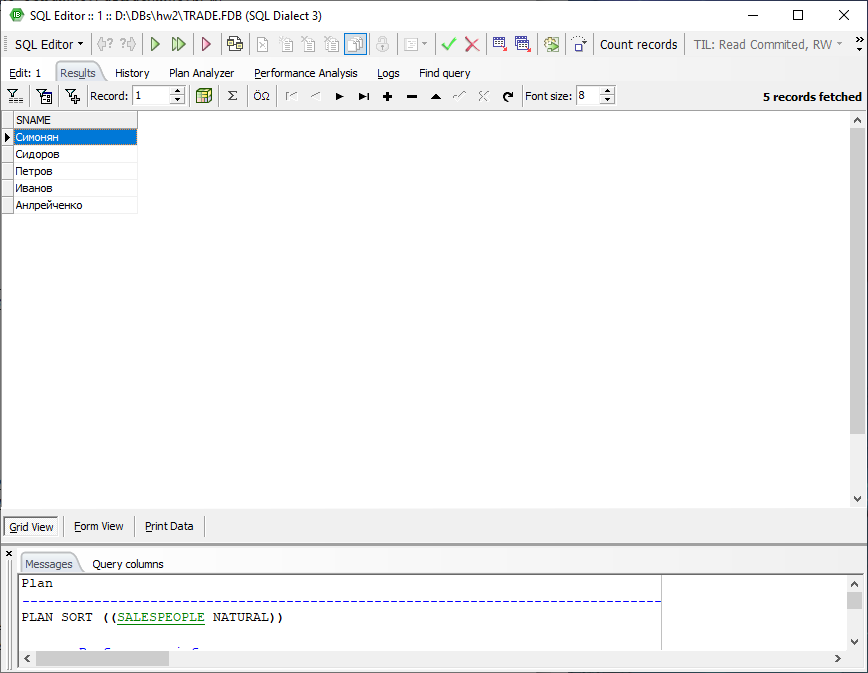 SQL Editor :: 1 :: D:\DBs\hw2\TRADE.FDB (SQL Dialect 3)
SQL Editor Count records TIL: Read Commited, RW
Edit: 1 Results History Plan Analyzer Performance Analysis Logs Find query
Record: 1 Σ ÖΩ Font size: 8 5 records fetched
SNAME
Симонян
Сидоров
Петров
Иванов
Анлрейченко
Grid View Form View Print Data
Messages Query columns
Plan
--------------------------------------------------------------------------------
PLAN SORT ((SALESPEOPLE NATURAL))